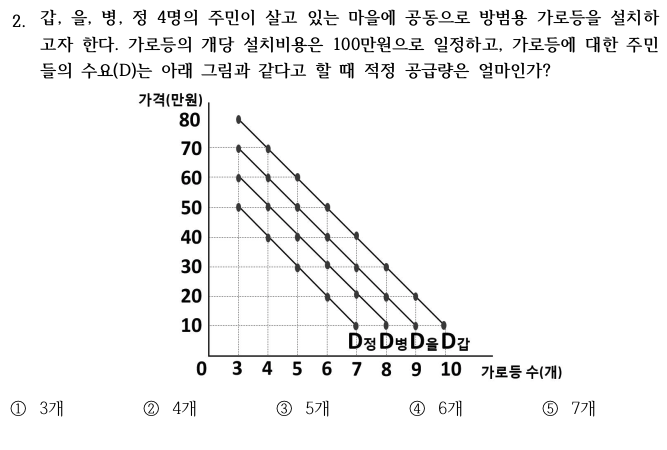 2. 갑, 을, 병, 정 4명의 주민이 살고 있는 마을에 공동으로 방범용 가로등을 설치하
고자 한다. 가로등의 개당 설치비용은 100만원으로 일정하고, 가로등에 대한 주민
들의 수요(D)는 아래 그림과 같다고 할 때 적정 공급량은 얼마인가?
가격(만원)
80
70
60
50
40
30
20
10
D정 D병 D을 D갑
0 3 4 5 6 7 8 9 10 가로등 수(개)
① 3개 ② 4개 ③ 5개 ④ 6개 ⑤ 7개